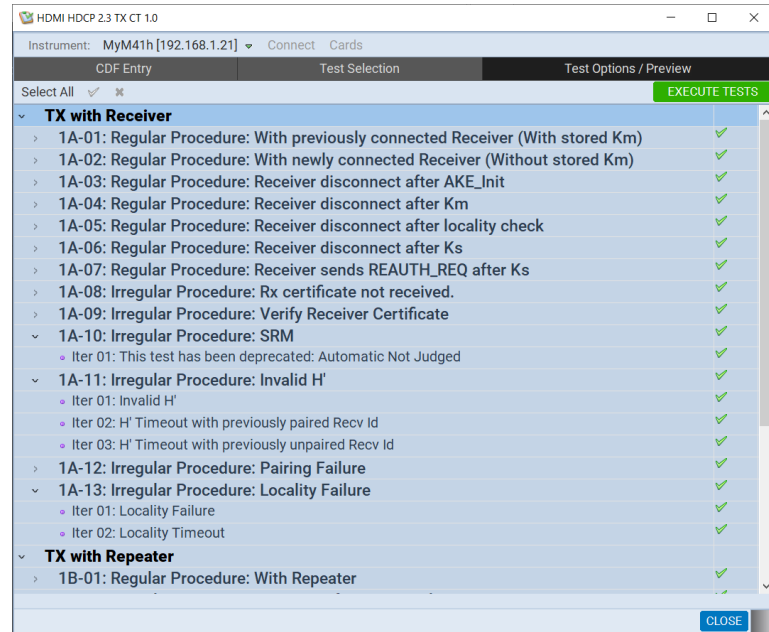 HDMI HDCP 2.3 TX CT 1.0
Instrument: MyM41h [192.168.1.21] Connect Cards
CDF Entry Test Selection Test Options / Preview
Select All EXECUTE TESTS
TX with Receiver
1A-01: Regular Procedure: With previously connected Receiver (With stored Km)
1A-02: Regular Procedure: With newly connected Receiver (Without stored Km)
1A-03: Regular Procedure: Receiver disconnect after AKE_Init
1A-04: Regular Procedure: Receiver disconnect after Km
1A-05: Regular Procedure: Receiver disconnect after locality check
1A-06: Regular Procedure: Receiver disconnect after Ks
1A-07: Regular Procedure: Receiver sends REAUTH_REQ after Ks
1A-08: Irregular Procedure: Rx certificate not received.
1A-09: Irregular Procedure: Verify Receiver Certificate
1A-10: Irregular Procedure: SRM
Iter 01: This test has been deprecated: Automatic Not Judged
1A-11: Irregular Procedure: Invalid H'
Iter 01: Invalid H'
Iter 02: H' Timeout with previously paired Recv Id
Iter 03: H' Timeout with previously unpaired Recv Id
1A-12: Irregular Procedure: Pairing Failure
1A-13: Irregular Procedure: Locality Failure
Iter 01: Locality Failure
Iter 02: Locality Timeout
TX with Repeater
1B-01: Regular Procedure: With Repeater
CLOSE